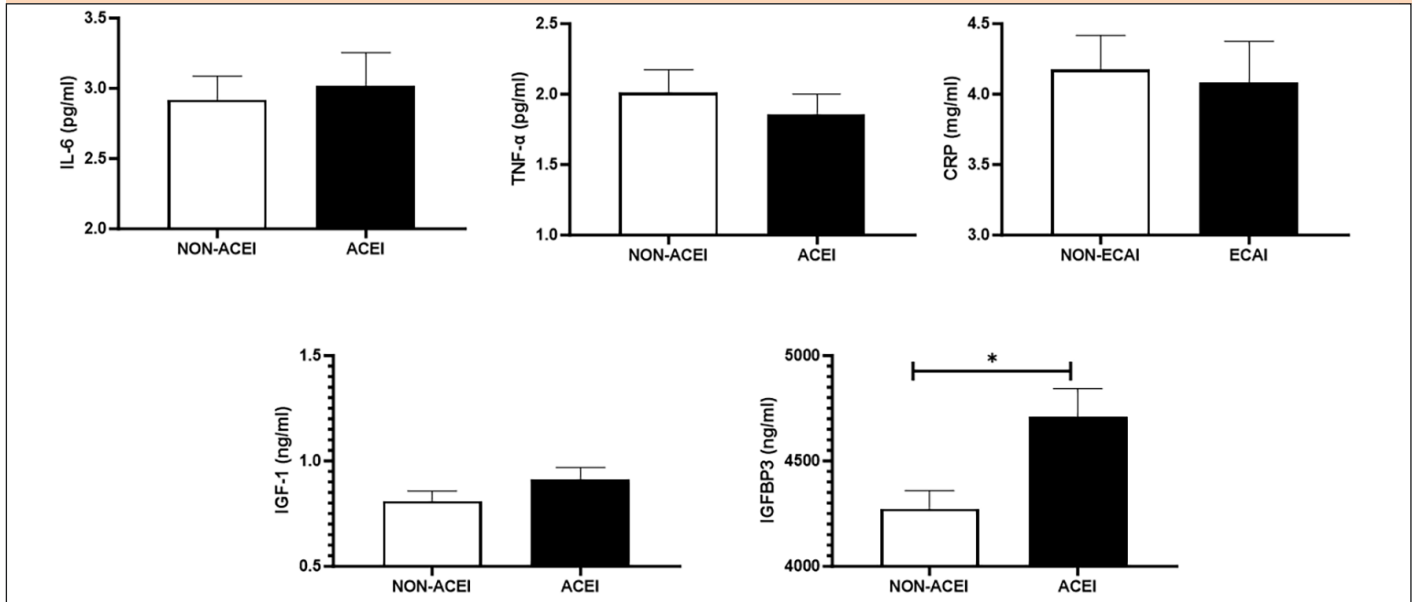 IL-6 (pg/ml)
3.5
3.0
2.5
2.0
NON-ACEI ACEI
TNF-α (pg/ml)
2.5
2.0
1.5
1.0
NON-ACEI ACEI
CRP (mg/ml)
4.5
4.0
3.5
3.0
NON-ECAI ECAI
IGF-1 (ng/ml)
1.5
1.0
0.5
NON-ACEI ACEI
IGFBP3 (ng/ml)
5000
4500
4000
*
NON-ACEI ACEI